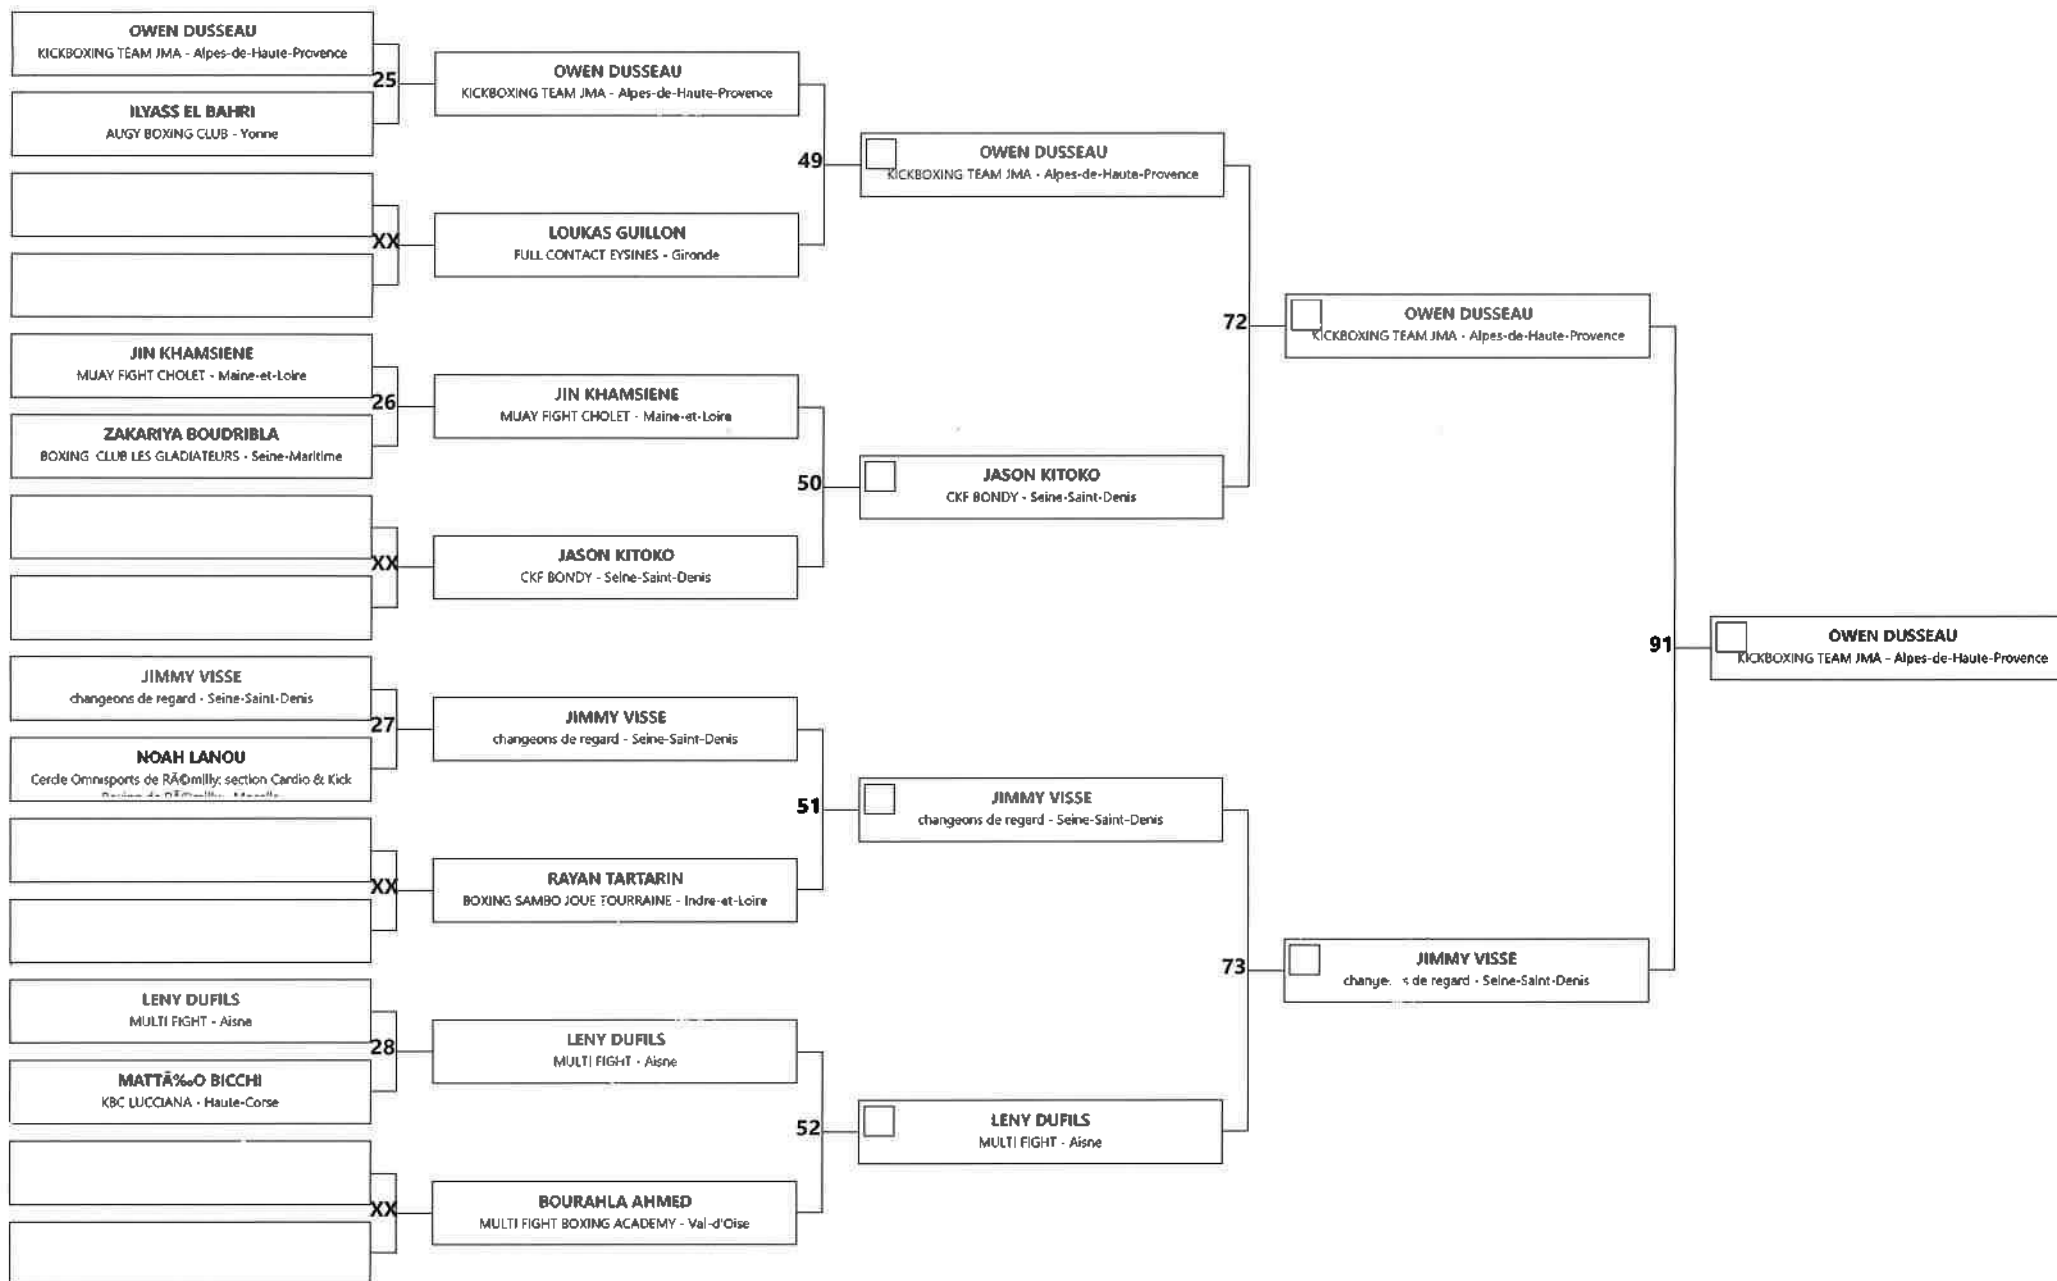 OWEN DUSSEAU
KICKBOXING TEAM JMA - Alpes-de-Haute-Provence
25
ILYASS EL BAHRI
AUGY BOXING CLUB - Yonne
XX
JIN KHAMSIENE
MUAY FIGHT CHOLET - Maine-et-Loire
26
ZAKARIYA BOUDRIBLA
BOXING CLUB LES GLADIATEURS - Seine-Maritime
XX
JIMMY VISSE
changeons de regard - Seine-Saint-Denis
27
NOAH LANOU
Cercle Omnisports de RÃ©milly: section Cardio & Kick
XX
LENY DUFILS
MULTI FIGHT - Aisne
28
MATTÃ‰O BICCHI
KBC LUCCIANA - Haute-Corse
XX
OWEN DUSSEAU
KICKBOXING TEAM JMA - Alpes-de-Haute-Provence
49
LOUKAS GUILLON
FULL CONTACT EYSINES - Gironde
JIN KHAMSIENE
MUAY FIGHT CHOLET - Maine-et-Loire
50
JASON KITOKO
CKF BONDY - Seine-Saint-Denis
JIMMY VISSE
changeons de regard - Seine-Saint-Denis
51
RAYAN TARTARIN
BOXING SAMBO JOUE TOURRAINE - Indre-et-Loire
LENY DUFILS
MULTI FIGHT - Aisne
52
BOURAHLA AHMED
MULTI FIGHT BOXING ACADEMY - Val-d'Oise
OWEN DUSSEAU
KICKBOXING TEAM JMA - Alpes-de-Haute-Provence
72
JASON KITOKO
CKF BONDY - Seine-Saint-Denis
JIMMY VISSE
changeons de regard - Seine-Saint-Denis
73
LENY DUFILS
MULTI FIGHT - Aisne
OWEN DUSSEAU
KICKBOXING TEAM JMA - Alpes-de-Haute-Provence
91
JIMMY VISSE
de regard - Seine-Saint-Denis
OWEN DUSSEAU
KICKBOXING TEAM JMA - Alpes-de-Haute-Provence